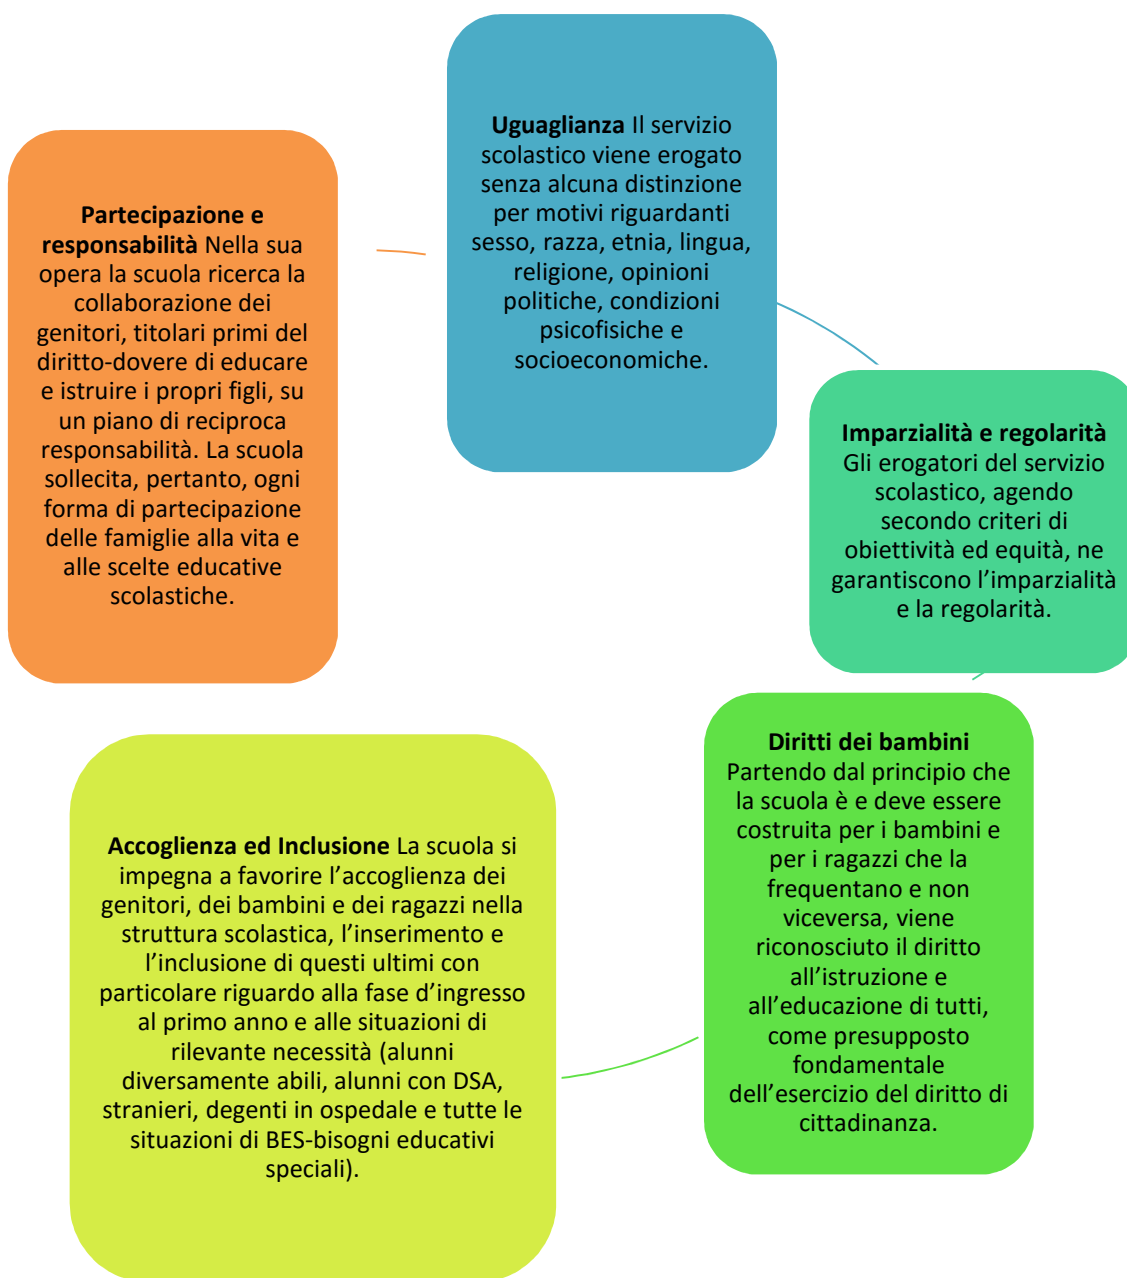 Uguaglianza Il servizio
scolastico viene erogato
senza alcuna distinzione
per motivi riguardanti
sesso, razza, etnia, lingua,
religione, opinioni
politiche, condizioni
psicofisiche e
socioeconomiche.
Imparzialità e regolarità
Gli erogatori del servizio
scolastico, agendo
secondo criteri di
obiettività ed equità, ne
garantiscono l’imparzialità
e la regolarità.
Diritti dei bambini
Partendo dal principio che
la scuola è e deve essere
costruita per i bambini e
per i ragazzi che la
frequentano e non
viceversa, viene
riconosciuto il diritto
all’istruzione e
all’educazione di tutti,
come presupposto
fondamentale
dell’esercizio del diritto di
cittadinanza.
Accoglienza ed Inclusione La scuola si
impegna a favorire l’accoglienza dei
genitori, dei bambini e dei ragazzi nella
struttura scolastica, l’inserimento e
l’inclusione di questi ultimi con
particolare riguardo alla fase d’ingresso
al primo anno e alle situazioni di
rilevante necessità (alunni
diversamente abili, alunni con DSA,
stranieri, degenti in ospedale e tutte le
situazioni di BES-bisogni educativi
speciali).
Partecipazione e
responsabilità Nella sua
opera la scuola ricerca la
collaborazione dei
genitori, titolari primi del
diritto-dovere di educare
e istruire i propri figli, su
un piano di reciproca
responsabilità. La scuola
sollecita, pertanto, ogni
forma di partecipazione
delle famiglie alla vita e
alle scelte educative
scolastiche.